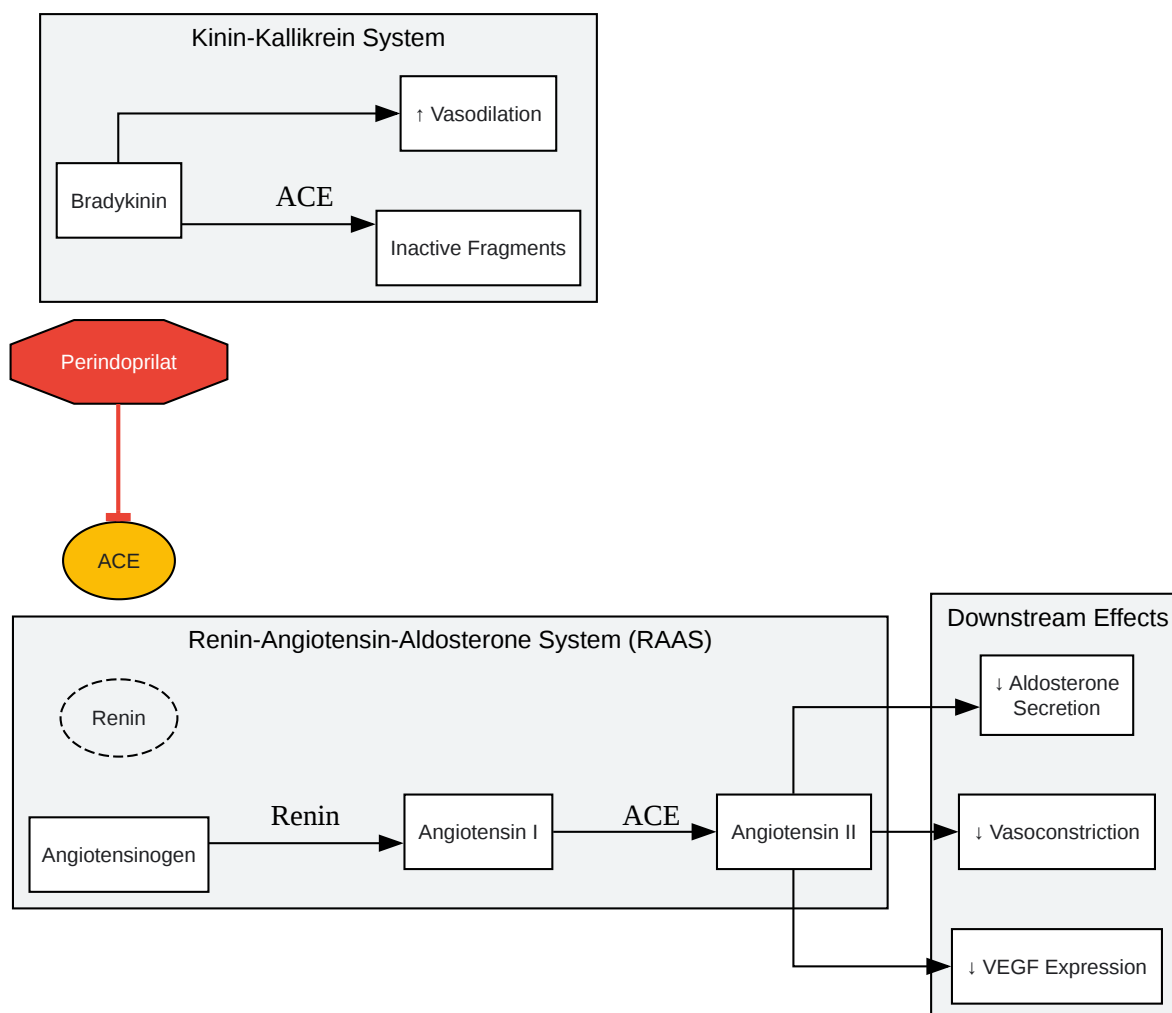 Kinin-Kallikrein System
↑ Vasodilation
Bradykinin
ACE
Inactive Fragments
Perindoprilat
ACE
Renin-Angiotensin-Aldosterone System (RAAS)
Renin
Angiotensinogen
Renin
Angiotensin I
ACE
Angiotensin II
Downstream Effects
↓ Aldosterone
Secretion
↓ Vasoconstriction
↓ VEGF Expression